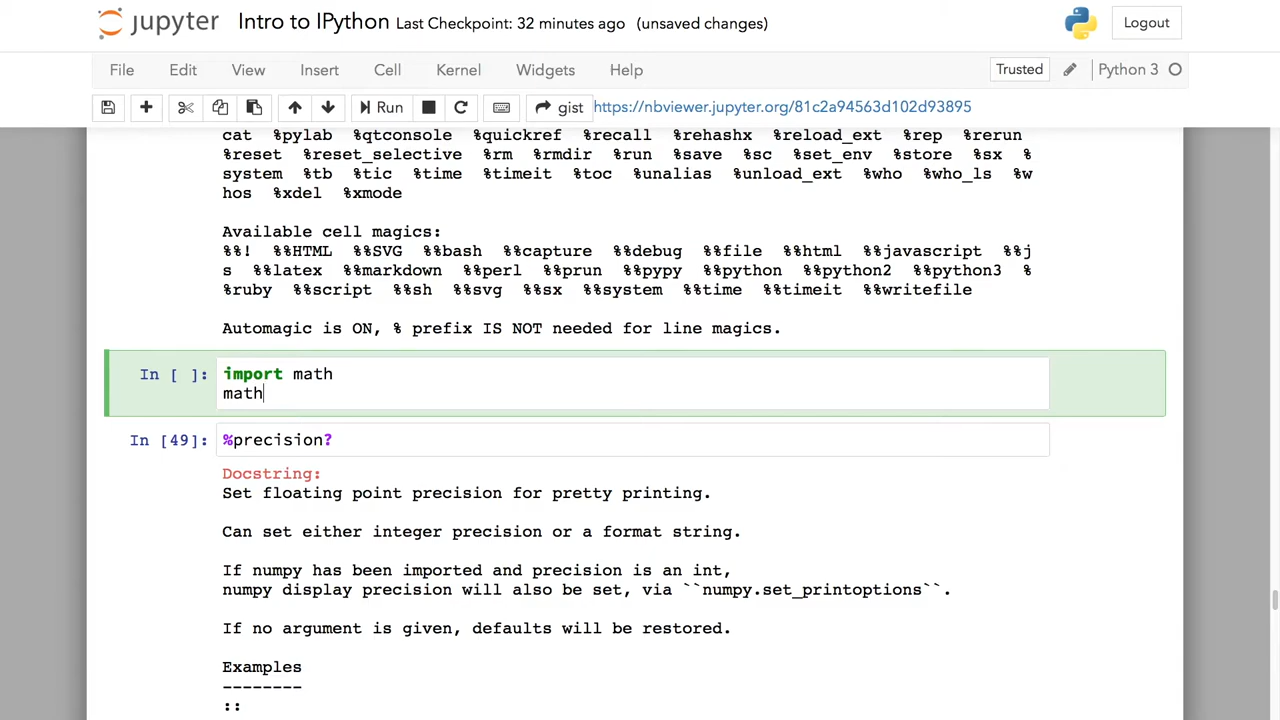 jupyter Intro to IPython Last Checkpoint: 32 minutes ago (unsaved changes) Logout
File Edit View Insert Cell Kernel Widgets Help Trusted Python 3
Run gist https://nbviewer.jupyter.org/81c2a94563d102d93895
cat %pylab %qtconsole %quickref %recall %rehashx %reload_ext %rep %rerun
%reset %reset_selective %rm %rmdir %run %save %sc %set_env %store %sx %
system %tb %tic %time %timeit %toc %unalias %unload_ext %who %who_ls %w
hos %xdel %xmode
Available cell magics:
%%! %%HTML %%SVG %%bash %%capture %%debug %%file %%html %%javascript %%j
s %%latex %%markdown %%perl %%prun %%pypy %%python %%python2 %%python3 %
%ruby %%script %%sh %%svg %%sx %%system %%time %%timeit %%writefile
Automagic is ON, % prefix IS NOT needed for line magics.
In [ ]: import math
math
In [49]: %precision?
Docstring:
Set floating point precision for pretty printing.
Can set either integer precision or a format string.
If numpy has been imported and precision is an int,
numpy display precision will also be set, via ``numpy.set_printoptions``.
If no argument is given, defaults will be restored.
Examples
--------
::